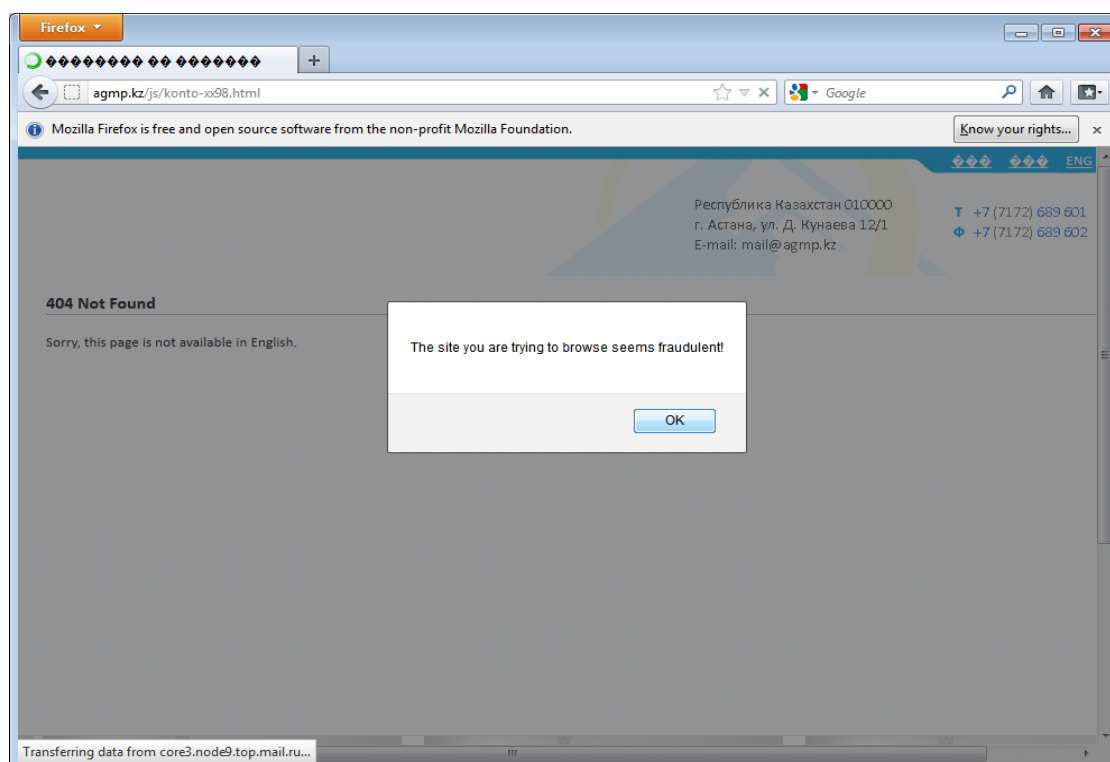 Firefox
�������� �� �������
agmp.kz/js/konto-xx98.html
Google
Mozilla Firefox is free and open source software from the non-profit Mozilla Foundation.
Know your rights...
��� ��� ENG
Республика Казахстан 010000
г. Астана, ул. Д. Кунаева 12/1
E-mail: mail@agmp.kz
Т +7 (7172) 689 601
Ф +7 (7172) 689 602
404 Not Found
Sorry, this page is not available in English.
The site you are trying to browse seems fraudulent!
OK
Transferring data from core3.node9.top.mail.ru...